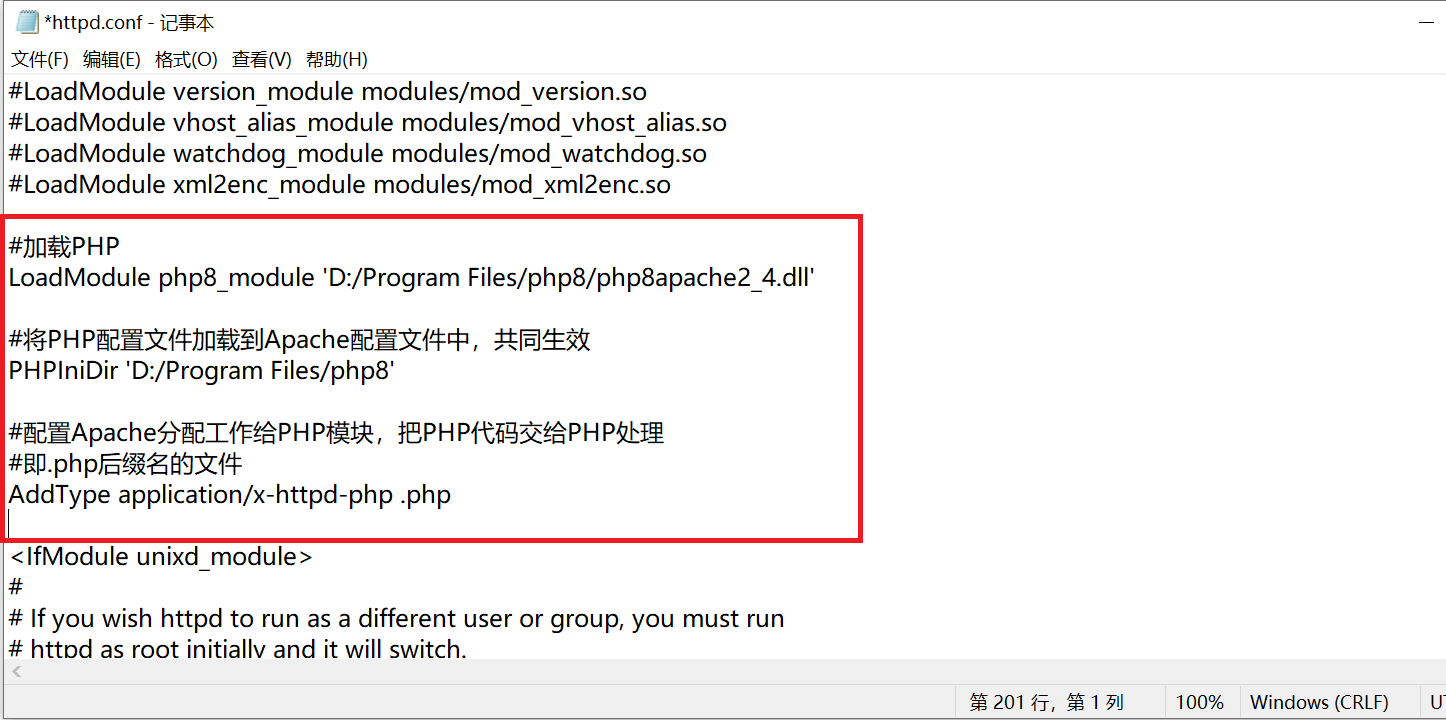 *httpd.conf - 记事本
文件(F) 编辑(E) 格式(O) 查看(V) 帮助(H)
#LoadModule version_module modules/mod_version.so
#LoadModule vhost_alias_module modules/mod_vhost_alias.so
#LoadModule watchdog_module modules/mod_watchdog.so
#LoadModule xml2enc_module modules/mod_xml2enc.so
#加载PHP
LoadModule php8_module 'D:/Program Files/php8/php8apache2_4.dll'
#将PHP配置文件加载到Apache配置文件中，共同生效
PHPIniDir 'D:/Program Files/php8'
#配置Apache分配工作给PHP模块，把PHP代码交给PHP处理
#即.php后缀名的文件
AddType application/x-httpd-php .php
<IfModule unixd_module>
#
# If you wish httpd to run as a different user or group, you must run
# httpd as root initially and it will switch.
第 201 行，第 1 列 100% Windows (CRLF)